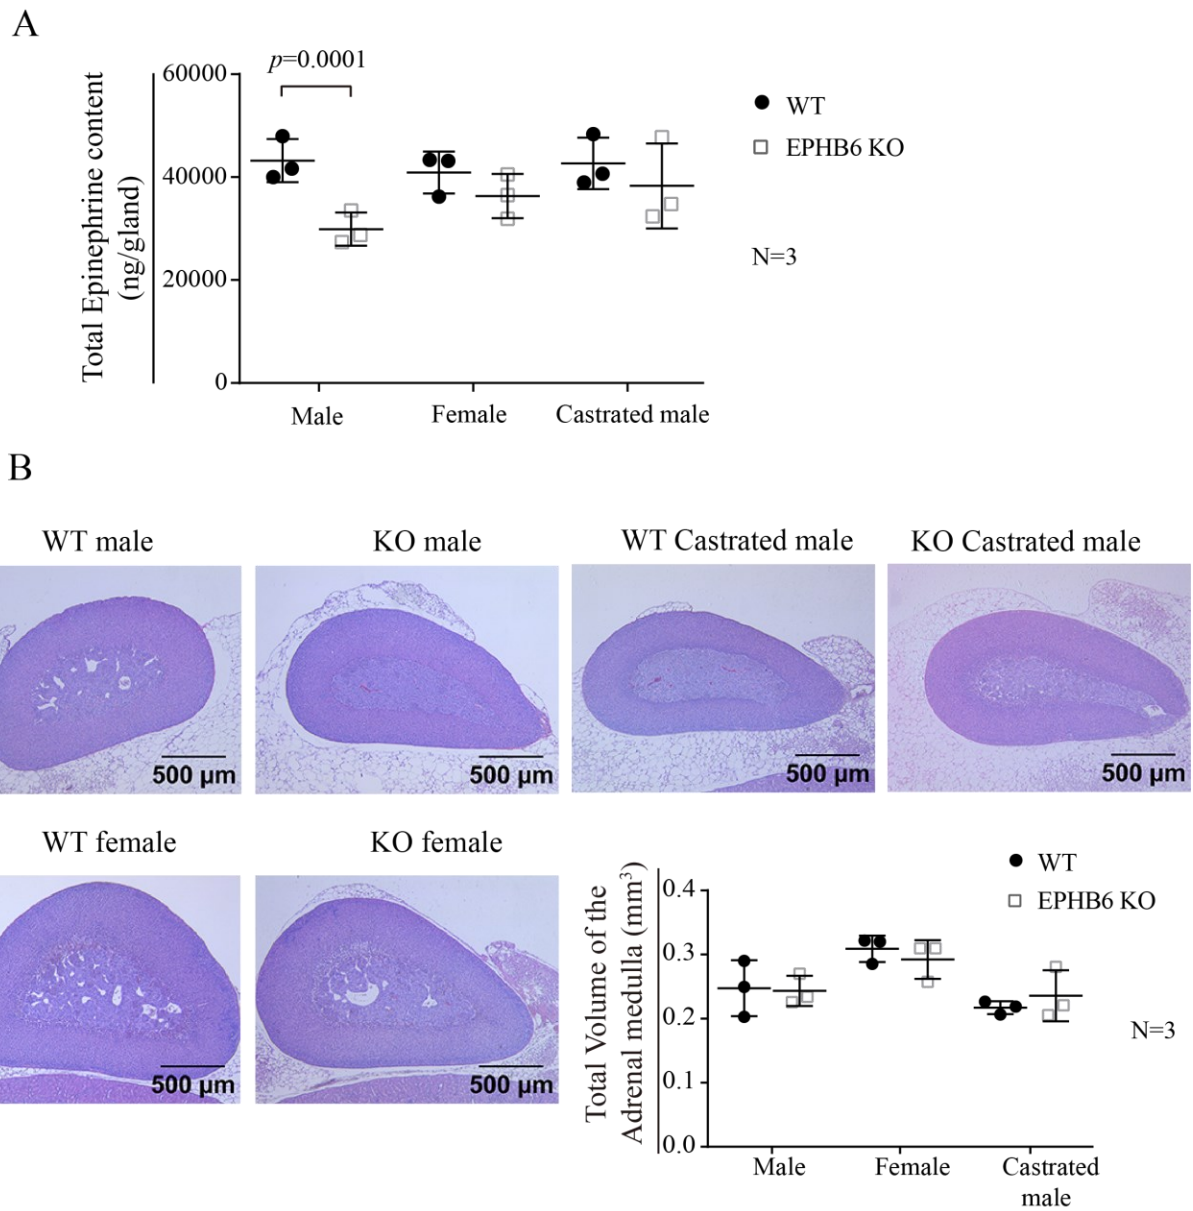 A
Total Epinephrine content
(ng/gland)
p=0.0001
60000
40000
20000
0
Male
Female
Castrated male
WT
EPHB6 KO
N=3
B
WT male
KO male
WT Castrated male
KO Castrated male
500 µm
500 µm
500 µm
500 µm
WT female
KO female
500 µm
500 µm
Total Volume of the
Adrenal medulla (mm³)
0.4
0.3
0.2
0.1
0.0
Male
Female
Castrated
male
WT
EPHB6 KO
N=3